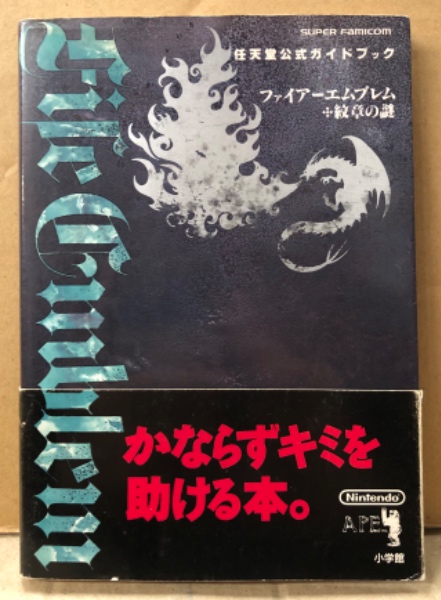 SUPER FAMICOM
任天堂公式ガイドブック
ファイアーエムブレム
紋章の謎
Fire Emblem
かならずキミを
助ける本。
Nintendo
APE
小学館